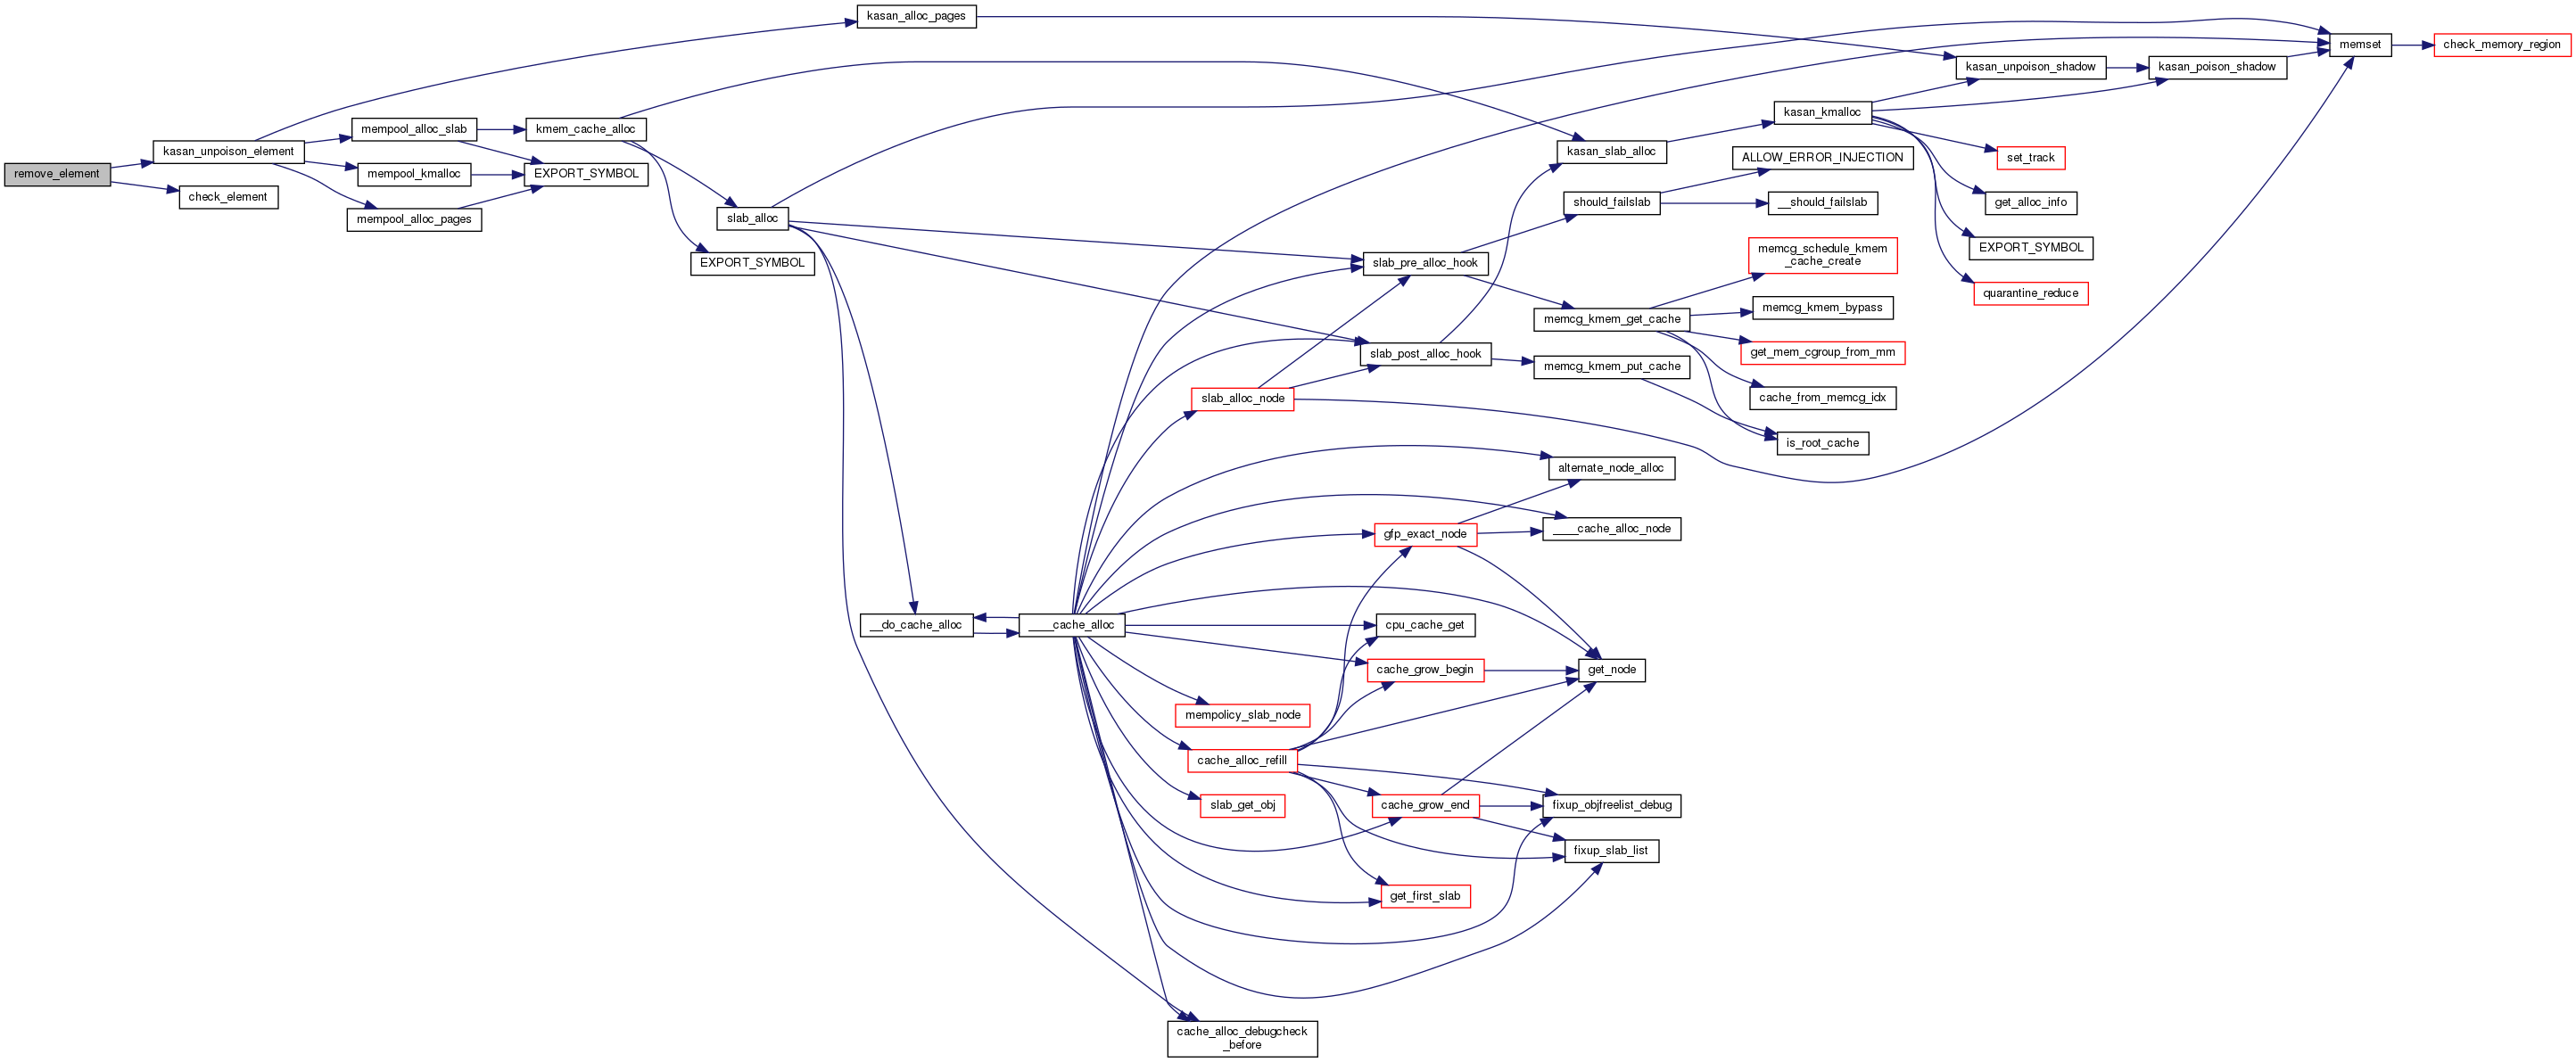 kasan_alloc_pages
memset
check_memory_region
kasan_unpoison_shadow
kasan_poison_shadow
kasan_kmalloc
mempool_alloc_slab
kmem_cache_alloc
kasan_unpoison_element
kasan_slab_alloc
ALLOW_ERROR_INJECTION
set_track
remove_element
mempool_kmalloc
EXPORT_SYMBOL
check_element
should_failslab
__should_failslab
get_alloc_info
mempool_alloc_pages
slab_alloc
EXPORT_SYMBOL
EXPORT_SYMBOL
slab_pre_alloc_hook
memcg_schedule_kmem
_cache_create
quarantine_reduce
memcg_kmem_bypass
memcg_kmem_get_cache
get_mem_cgroup_from_mm
slab_post_alloc_hook
memcg_kmem_put_cache
slab_alloc_node
cache_from_memcg_idx
is_root_cache
alternate_node_alloc
gfp_exact_node
____cache_alloc_node
__do_cache_alloc
____cache_alloc
cpu_cache_get
cache_grow_begin
get_node
mempolicy_slab_node
cache_alloc_refill
slab_get_obj
cache_grow_end
fixup_objfreelist_debug
fixup_slab_list
get_first_slab
cache_alloc_debugcheck
_before